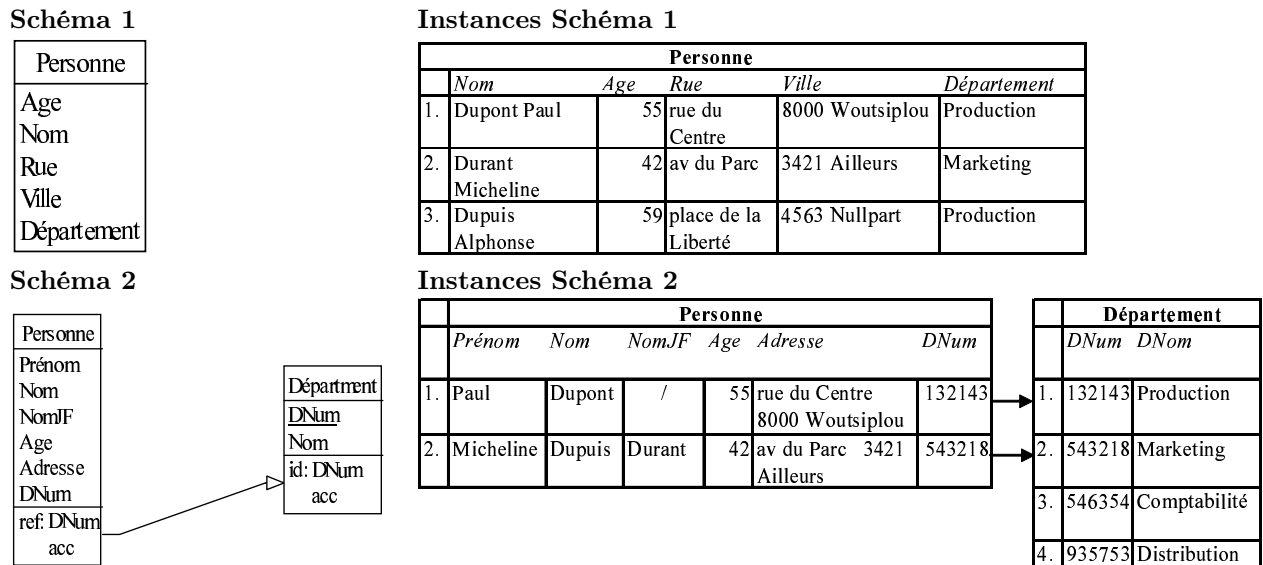 Schéma 1
Instances Schéma 1
Personne
Age
Nom
Rue
Ville
Département
Personne
Nom Age Rue Ville Département
1. Dupont Paul 55 rue du Centre 8000 Woutsiplou Production
2. Durant Micheline 42 av du Parc 3421 Ailleurs Marketing
3. Dupuis Alphonse 59 place de la Liberté 4563 Nullpart Production
Schéma 2
Instances Schéma 2
Personne
Prénom
Nom
NomJF
Age
Adresse
DNum
ref: DNum
acc
Départment
DNum
Nom
id: DNum
acc
Personne
Prénom Nom NomJF Age Adresse DNum
1. Paul Dupont / 55 rue du Centre 8000 Woutsiplou 132143
2. Micheline Dupuis Durant 42 av du Parc 3421 Ailleurs 543218
Département
DNum DNom
1. 132143 Production
2. 543218 Marketing
3. 546354 Comptabilité
4. 935753 Distribution